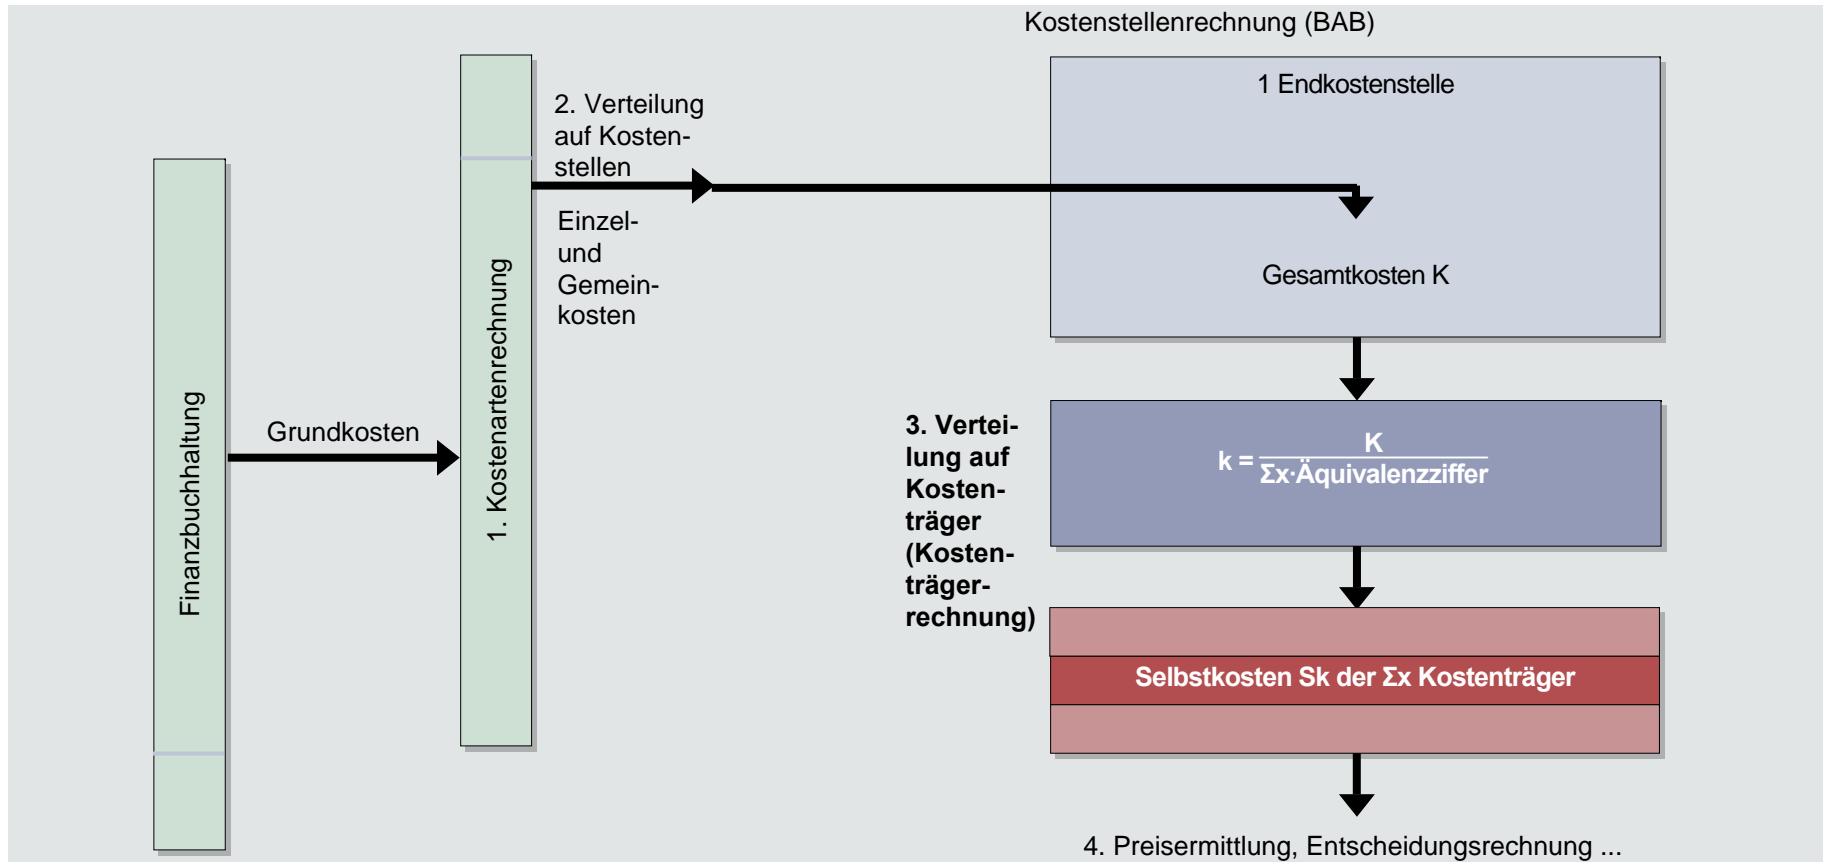 Kostenstellenrechnung (BAB)
1 Endkostenstelle
2. Verteilung
auf Kosten-
stellen
Einzel-
und
Gemein-
kosten
Gesamtkosten K
1. Kostenartenrechnung
Finanzbuchhaltung
Grundkosten
3. Vertei-
lung auf
Kosten-
träger
(Kosten-
träger-
rechnung)
k = K
Σx·Äquivalenzziffer
Selbstkosten Sk der Σx Kostenträger
4. Preisermittlung, Entscheidungsrechnung ...